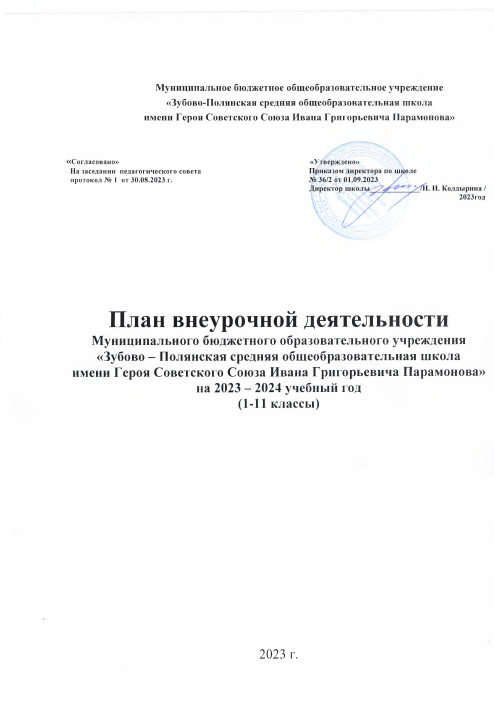 Муниципальное бюджетное общеобразовательное учреждение
«Зубово-Полянская средняя общеобразовательная школа
имени Героя Советского Союза Ивана Григорьевича Парамонова»
«Согласовано»
На заседании педагогического совета
протокол № 1 от 30.08.2023 г.
«Утверждено»
Приказом директора по школе
№ 36/2 от 01.09.2023
Директор школы /Н. И. Колдырина /
2023год
План внеурочной деятельности
Муниципального бюджетного образовательного учреждения
«Зубово – Полянская средняя общеобразовательная школа
имени Героя Советского Союза Ивана Григорьевича Парамонова»
на 2023 – 2024 учебный год
(1-11 классы)
2023 г.